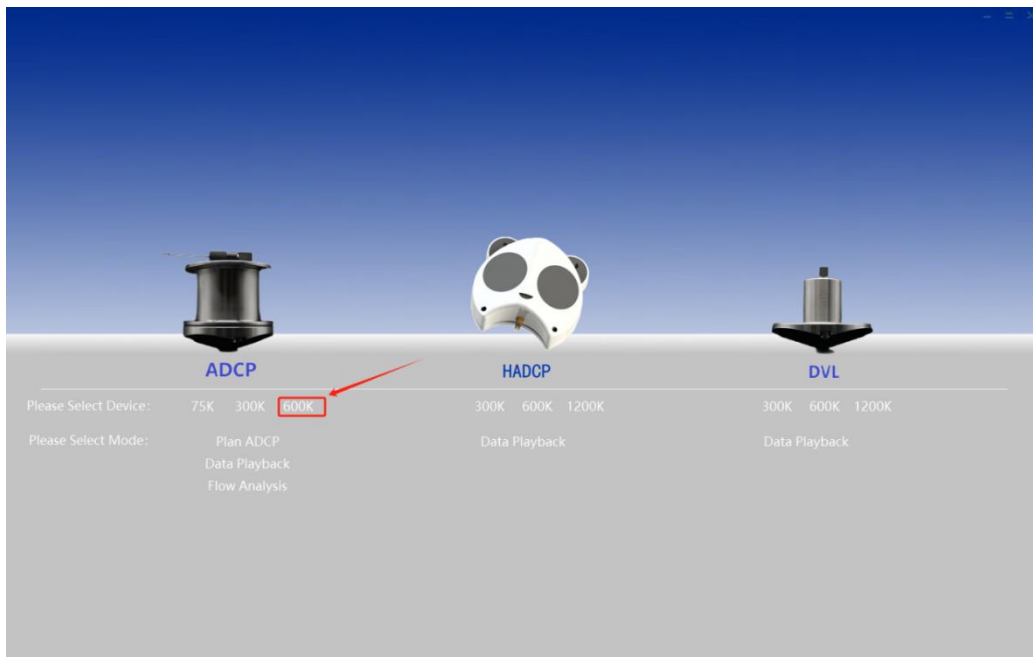 ADCP HADCP DVL
Please Select Device: 75K 300K 600K 300K 600K 1200K 300K 600K 1200K
Please Select Mode: Plan ADCP Data Playback Data Playback
Data Playback
Flow Analysis